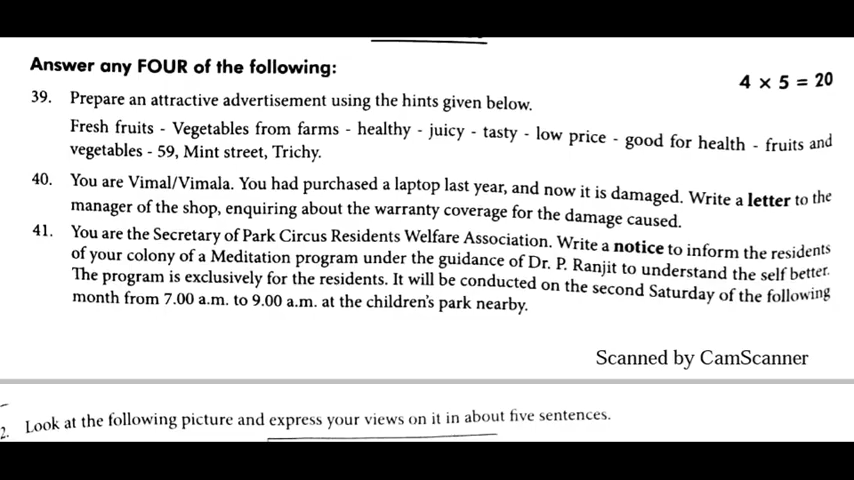 Answer any FOUR of the following:
4 × 5 = 20
39. Prepare an attractive advertisement using the hints given below.
Fresh fruits - Vegetables from farms - healthy - juicy - tasty - low price - good for health - fruits and
vegetables - 59, Mint street, Trichy.
40. You are Vimal/Vimala. You had purchased a laptop last year, and now it is damaged. Write a letter to the
manager of the shop, enquiring about the warranty coverage for the damage caused.
41. You are the Secretary of Park Circus Residents Welfare Association. Write a notice to inform the residents
of your colony of a Meditation program under the guidance of Dr. P. Ranjit to understand the self better.
The program is exclusively for the residents. It will be conducted on the second Saturday of the following
month from 7.00 a.m. to 9.00 a.m. at the children's park nearby.
Scanned by CamScanner
2. Look at the following picture and express your views on it in about five sentences.